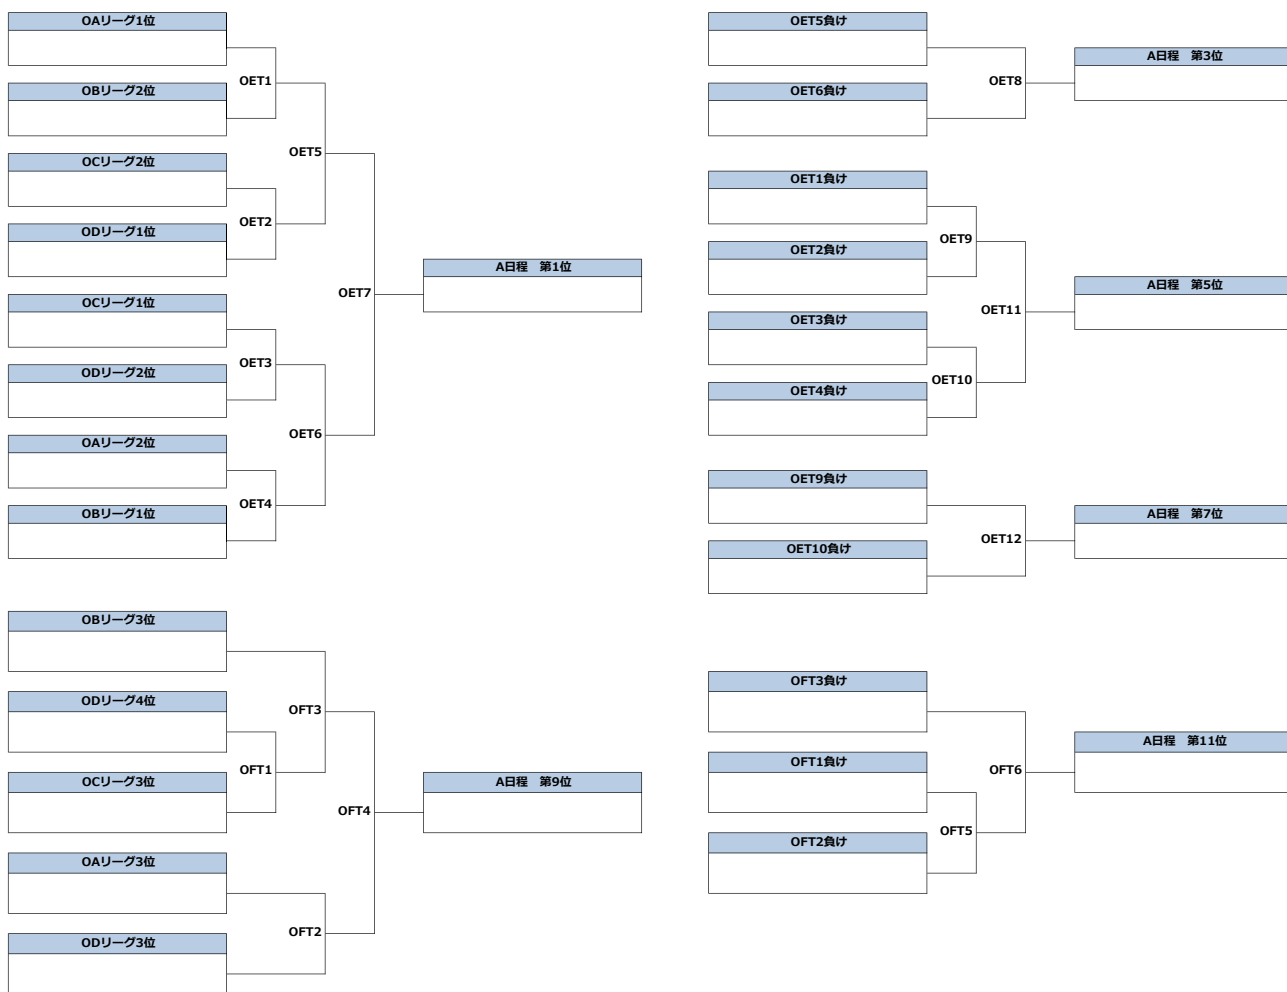 OAリーグ1位
OET1
OBリーグ2位
OET5
OCリーグ2位
OET2
ODリーグ1位
OET7
A日程　第1位
OCリーグ1位
OET3
ODリーグ2位
OET6
OAリーグ2位
OET4
OBリーグ1位
OBリーグ3位
OFT3
ODリーグ4位
OFT1
OCリーグ3位
OFT4
A日程　第9位
OAリーグ3位
OFT2
ODリーグ3位
OET5負け
OET8
A日程　第3位
OET6負け
OET1負け
OET9
OET2負け
OET11
A日程　第5位
OET3負け
OET10
OET4負け
OET9負け
OET12
A日程　第7位
OET10負け
OFT3負け
OFT6
A日程　第11位
OFT1負け
OFT5
OFT2負け